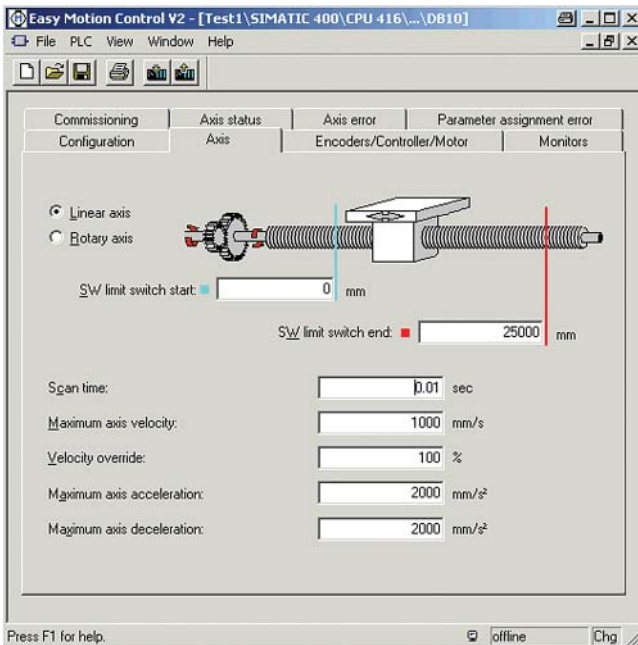 Easy Motion Control V2 - [Test1\SIMATIC 400\CPU 416\...\DB10]
File PLC View Window Help
Commissioning Axis status Axis error Parameter assignment error
Configuration Axis Encoders/Controller/Motor Monitors
Linear axis
Rotary axis
SW limit switch start: 0 mm
SW limit switch end: 25000 mm
Scan time: 0.01 sec
Maximum axis velocity: 1000 mm/s
Velocity override: 100 %
Maximum axis acceleration: 2000 mm/s²
Maximum axis deceleration: 2000 mm/s²
Press F1 for help. offline Chg